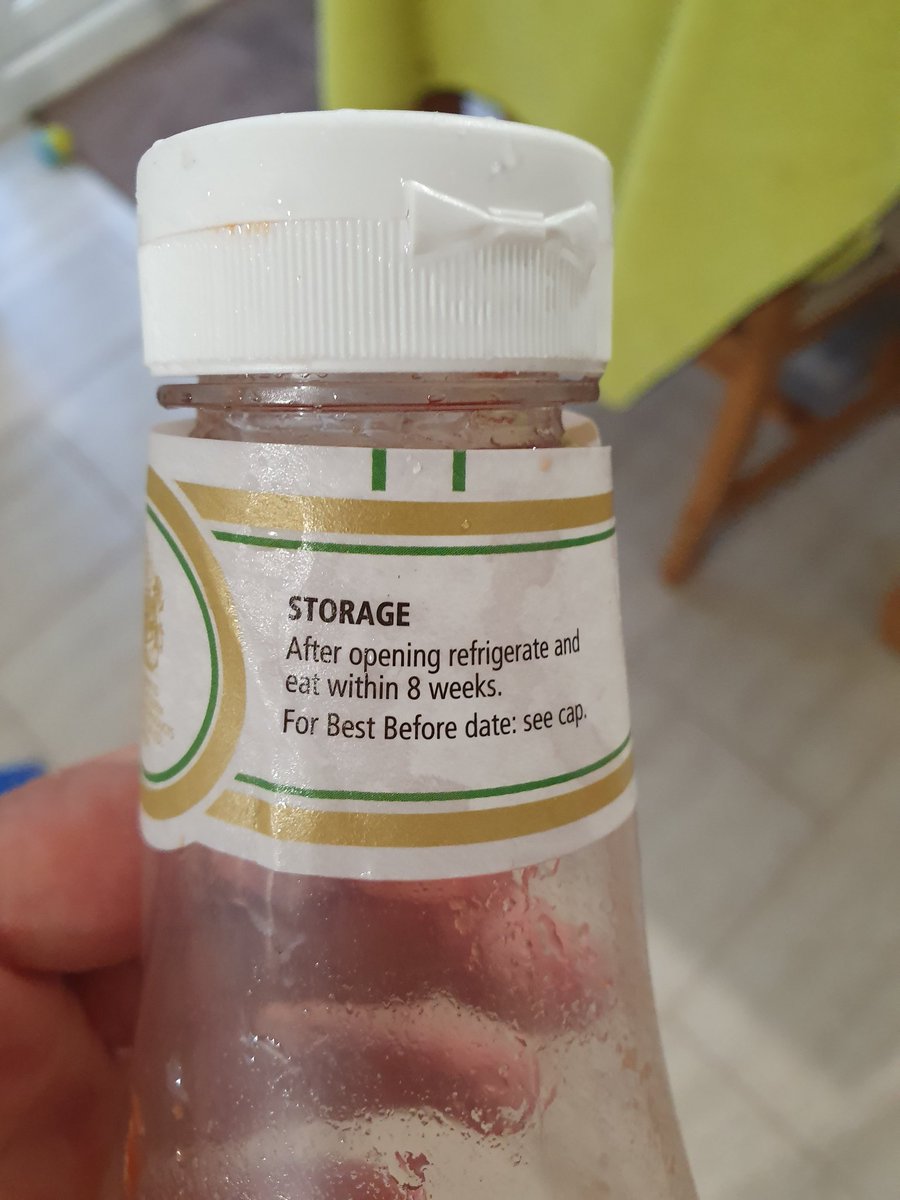 STORAGE
After opening refrigerate and
eat within 8 weeks.
For Best Before date: see cap.